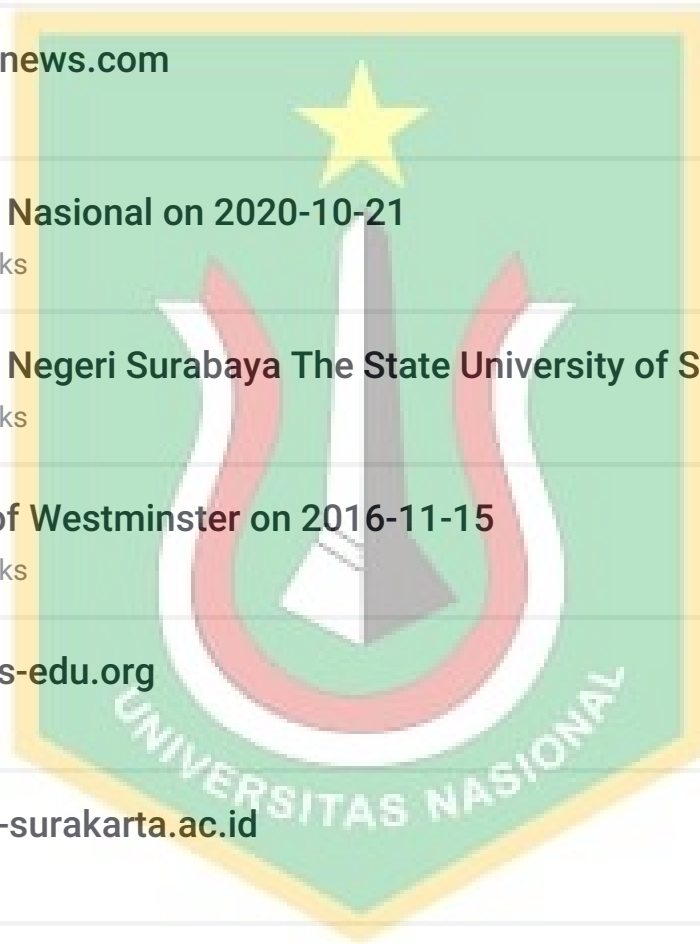 news.com
Nasional on 2020-10-21
ks
Negeri Surabaya The State University of S
ks
of Westminster on 2016-11-15
ks
s-edu.org
UNIVERSITAS NASIONAL
-surakarta.ac.id